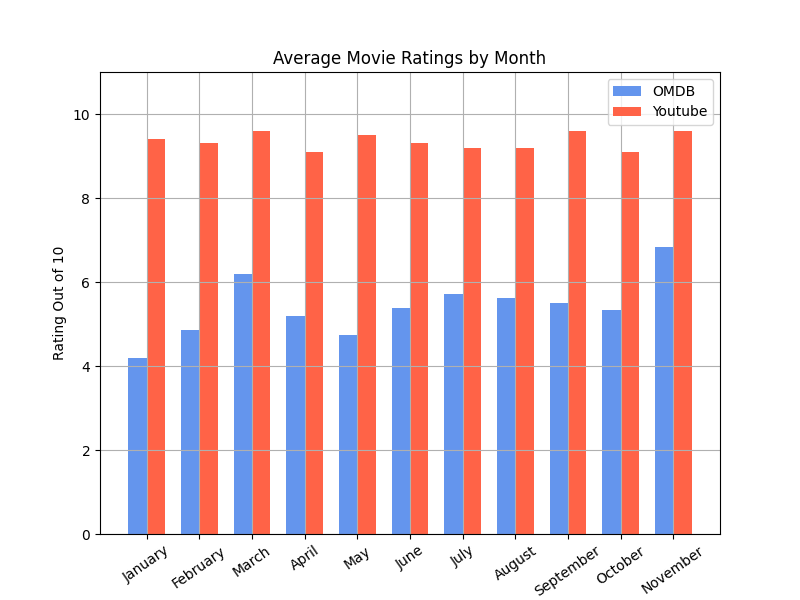 Average Movie Ratings by Month
OMDB
Youtube
Rating Out of 10
10
8
6
4
2
0
January
February
March
April
May
June
July
August
September
October
November